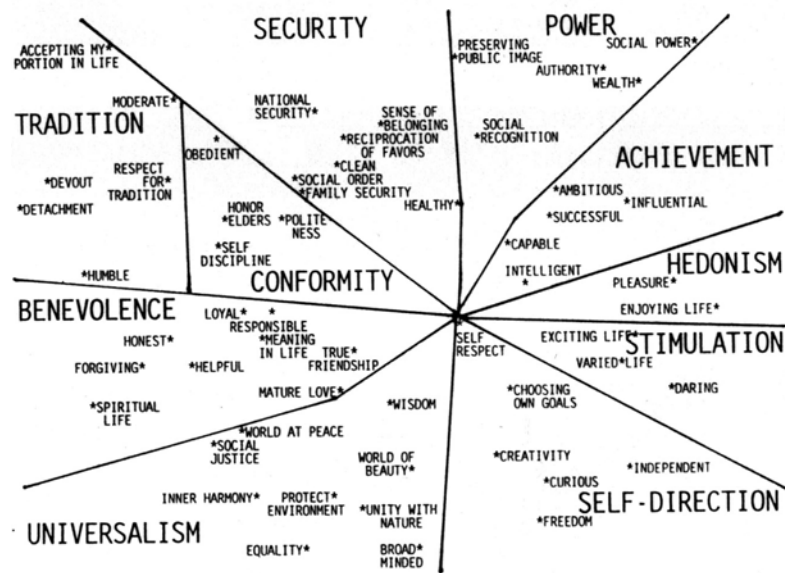 SECURITY
POWER
ACCEPTING MY*
PORTION IN LIFE
PRESERVING
*PUBLIC IMAGE
SOCIAL POWER*
AUTHORITY*
WEALTH*
MODERATE*
NATIONAL
SECURITY*
SENSE OF
*BELONGING
*RECIPROCATION
OF FAVORS
SOCIAL
*RECOGNITION
TRADITION
*
OBEDIENT
*CLEAN
*SOCIAL ORDER
*FAMILY SECURITY
HEALTHY*
ACHIEVEMENT
RESPECT
FOR*
TRADITION
*DEVOUT
*DETACHMENT
*AMBITIOUS
*INFLUENTIAL
*SUCCESSFUL
HONOR
*ELDERS
*POLITE
NESS
*SELF
DISCIPLINE
*CAPABLE
INTELLIGENT
*
HEDONISM
PLEASURE*
ENJOYING LIFE*
*HUMBLE
CONFORMITY
BENEVOLENCE
LOYAL*
*
RESPONSIBLE
*MEANING
IN LIFE
HONEST*
TRUE*
FRIENDSHIP
FORGIVING*
*HELPFUL
MATURE LOVE*
*SPIRITUAL
LIFE
*
SELF
RESPECT
EXCITING LIFE*
STIMULATION
VARIED*LIFE
*DARING
*CHOOSING
OWN GOALS
*WISDOM
*WORLD AT PEACE
*SOCIAL
JUSTICE
WORLD OF
BEAUTY*
*CREATIVITY
*INDEPENDENT
*CURIOUS
SELF-DIRECTION
*FREEDOM
INNER HARMONY*
PROTECT*
ENVIRONMENT
*UNITY WITH
NATURE
UNIVERSALISM
EQUALITY*
BROAD*
MINDED